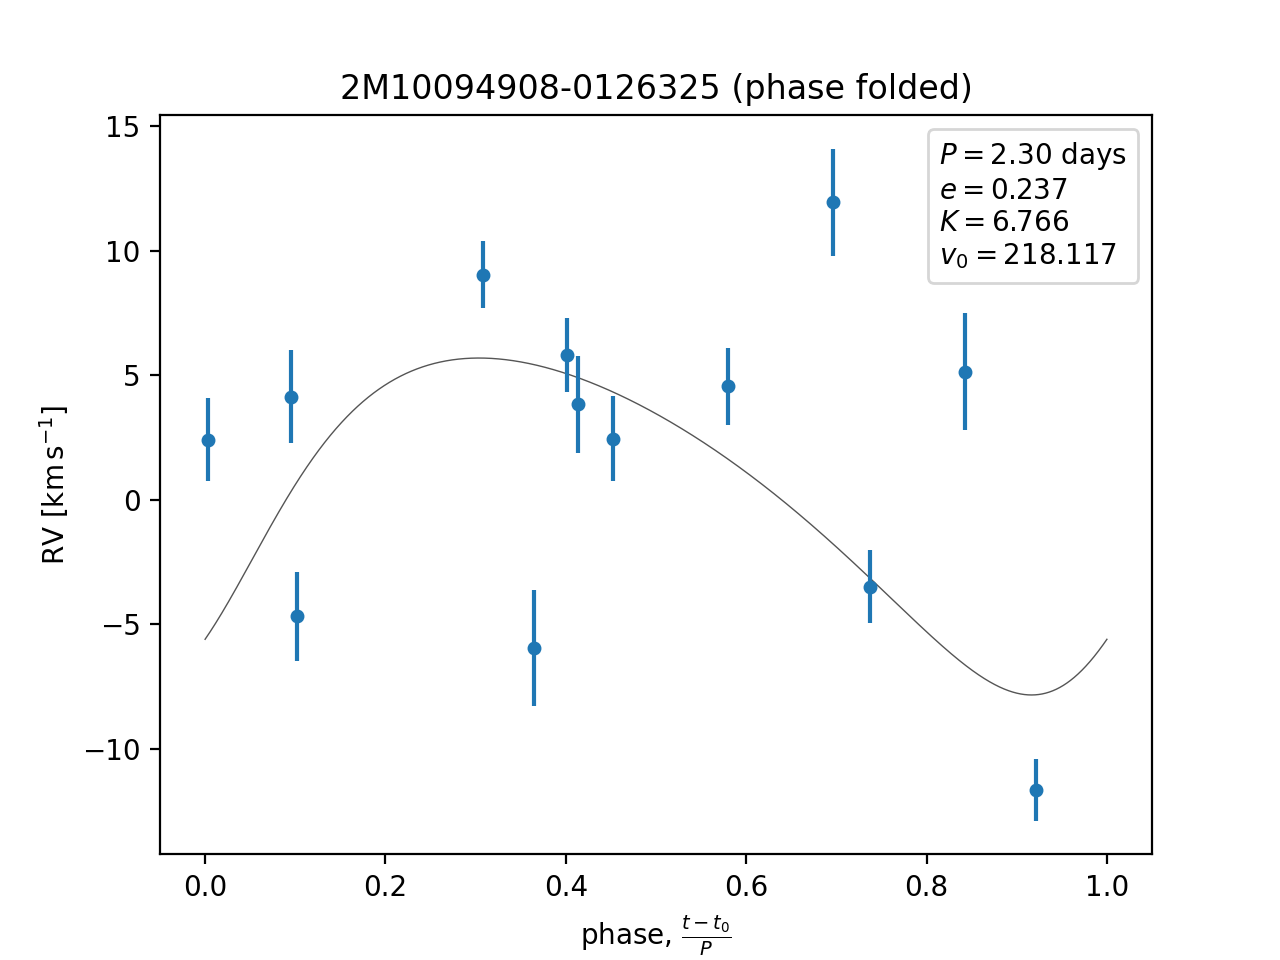 2M10094908-0126325 (phase folded)
P = 2.30 days
e = 0.237
K = 6.766
v₀ = 218.117
15
10
5
0
−5
−10
RV [km s⁻¹]
0.0 0.2 0.4 0.6 0.8 1.0
phase, (t − t₀)/P